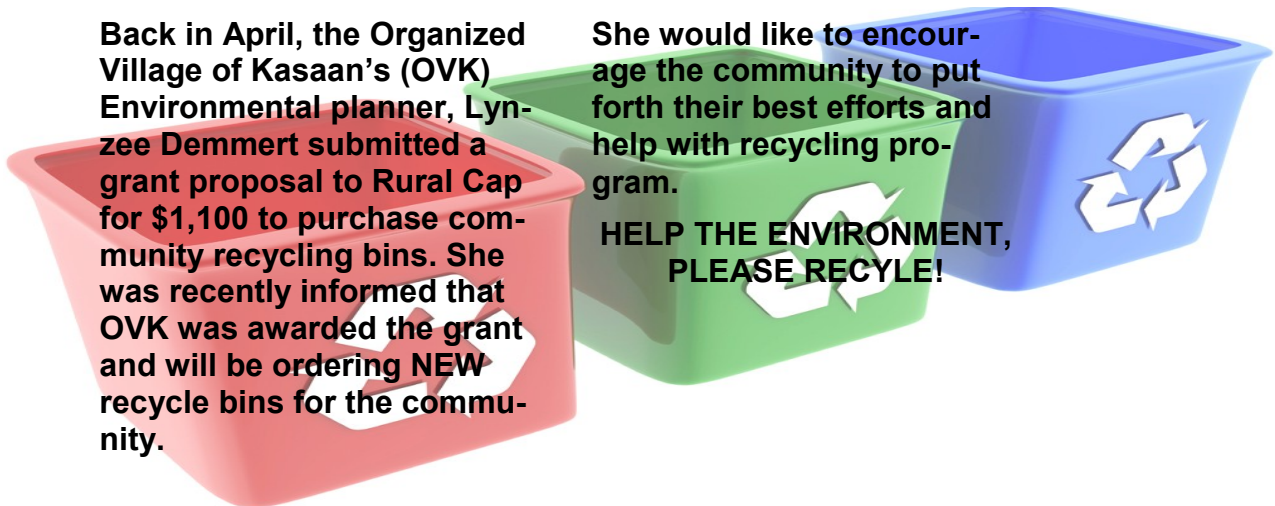 Back in April, the Organized
Village of Kasaan's (OVK)
Environmental planner, Lyn-
zee Demmert submitted a
grant proposal to Rural Cap
for $1,100 to purchase com-
munity recycling bins. She
was recently informed that
OVK was awarded the grant
and will be ordering NEW
recycle bins for the commu-
nity.
She would like to encour-
age the community to put
forth their best efforts and
help with recycling pro-
gram.
HELP THE ENVIRONMENT,
PLEASE RECYLE!